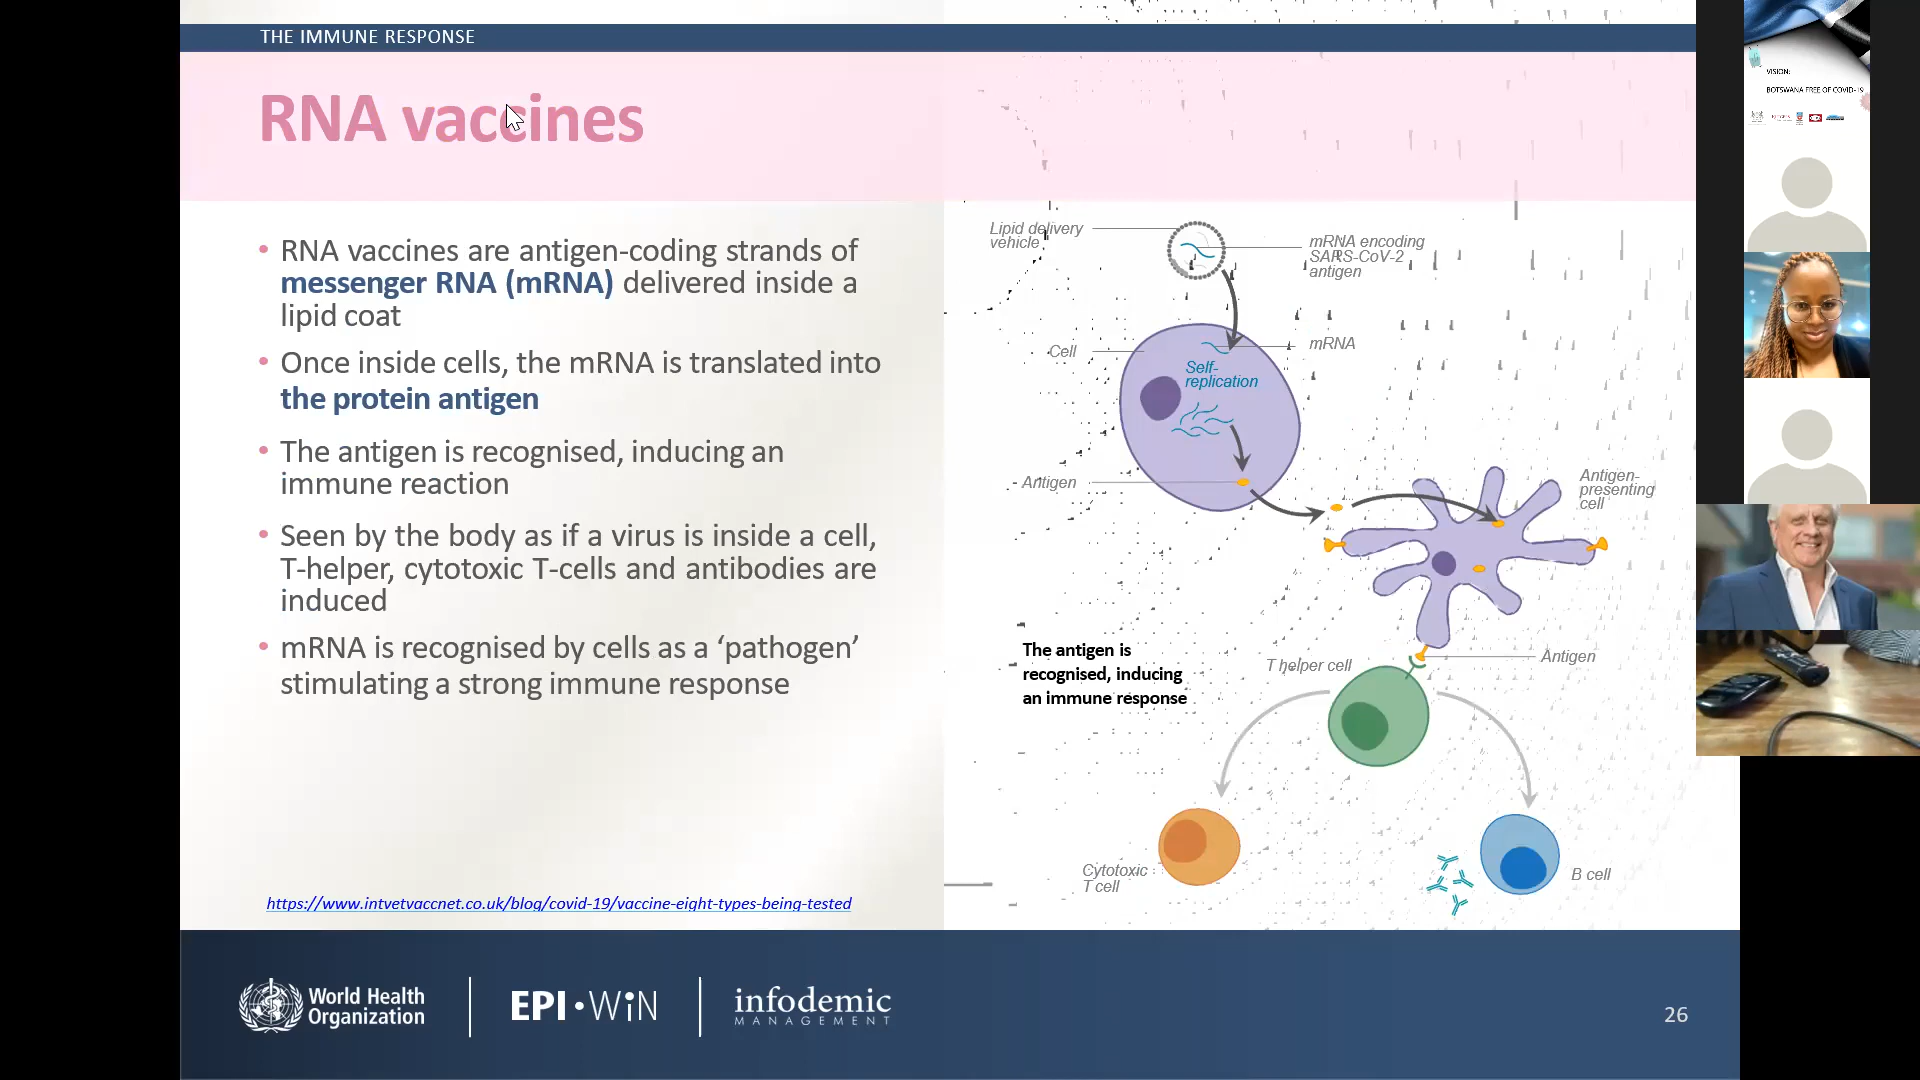 THE IMMUNE RESPONSE
RNA vaccines
• RNA vaccines are antigen-coding strands of
messenger RNA (mRNA) delivered inside a
lipid coat
• Once inside cells, the mRNA is translated into
the protein antigen
• The antigen is recognised, inducing an
immune reaction
• Seen by the body as if a virus is inside a cell,
T-helper, cytotoxic T-cells and antibodies are
induced
• mRNA is recognised by cells as a ‘pathogen’
stimulating a strong immune response
https://www.intvetvaccnet.co.uk/blog/covid-19/vaccine-eight-types-being-tested
Lipid delivery
vehicle
mRNA encoding
SARS-CoV-2
antigen
Cell
mRNA
Self-
replication
Antigen
Antigen-
presenting
cell
The antigen is
recognised, inducing
an immune response
T helper cell
Antigen
Cytotoxic
T cell
B cell
World Health
Organization
EPI•WiN
infodemic
MANAGEMENT
26
VISION:
BOTSWANA FREE OF COVID-19